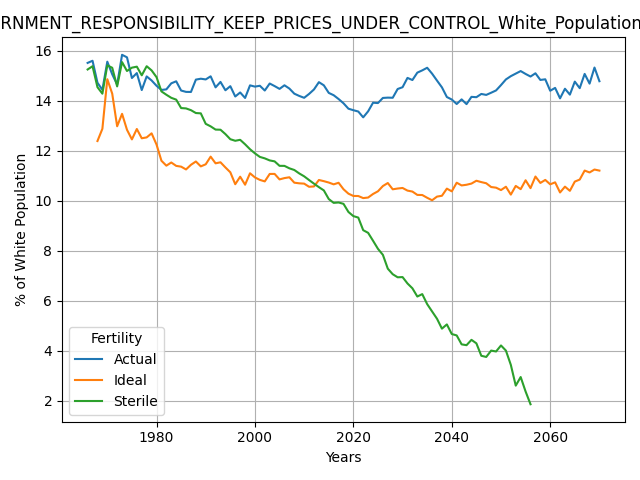 RNMENT_RESPONSIBILITY_KEEP_PRICES_UNDER_CONTROL_White_Population
16
14
12
10
8
6
4
2
% of White Population
Fertility
Actual
Ideal
Sterile
1980 2000 2020 2040 2060
Years